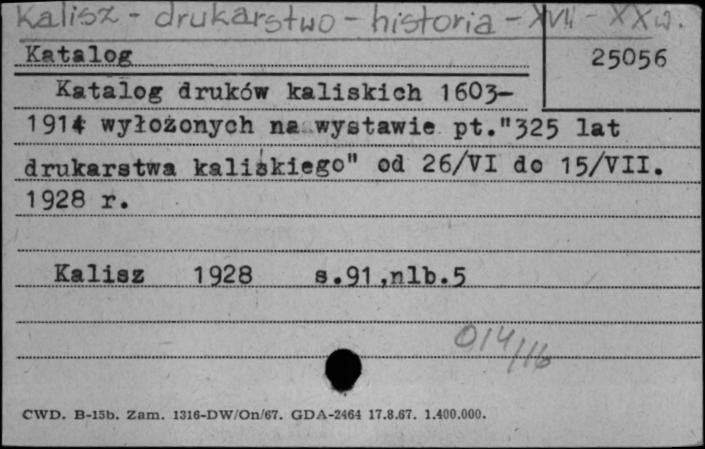 Kalisz - drukarstwo - historia - XVII - XX w.
Katalog
25056
Katalog druków kaliskich 1603-
1914 wyłożonych na wystawie pt."325 lat
drukarstwa kaliskiego" od 26/VI do 15/VII.
1928 r.
Kalisz 1928 s.91,nlb.5
014/16
CWD. B-15b. Zam. 1316-DW/On/67. GDA-2464 17.8.67. 1.400.000.